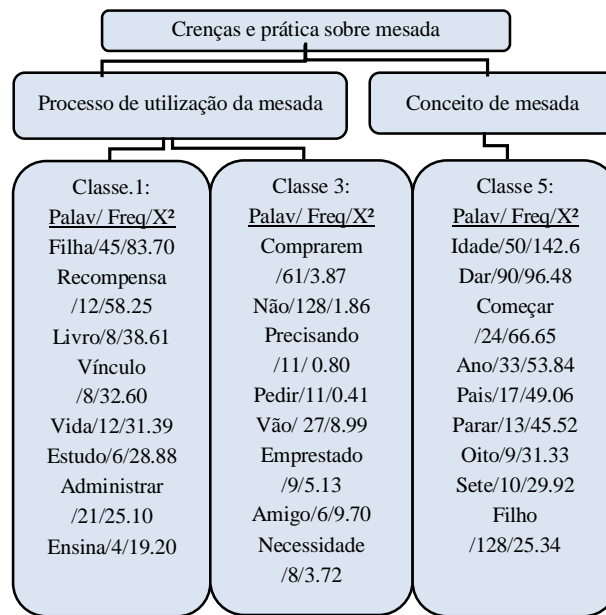 Crenças e prática sobre mesada
Processo de utilização da mesada
Conceito de mesada
Classe.1:
Palav/ Freq/X²
Filha/45/83.70
Recompensa
/12/58.25
Livro/8/38.61
Vínculo
/8/32.60
Vida/12/31.39
Estudo/6/28.88
Administrar
/21/25.10
Ensina/4/19.20
Classe 3:
Palav/ Freq/X²
Comprarem
/61/3.87
Não/128/1.86
Precisando
/11/ 0.80
Pedir/11/0.41
Vão/ 27/8.99
Emprestado
/9/5.13
Amigo/6/9.70
Necessidade
/8/3.72
Classe 5:
Palav/ Freq/X²
Idade/50/142.6
Dar/90/96.48
Começar
/24/66.65
Ano/33/53.84
Pais/17/49.06
Parar/13/45.52
Oito/9/31.33
Sete/10/29.92
Filho
/128/25.34